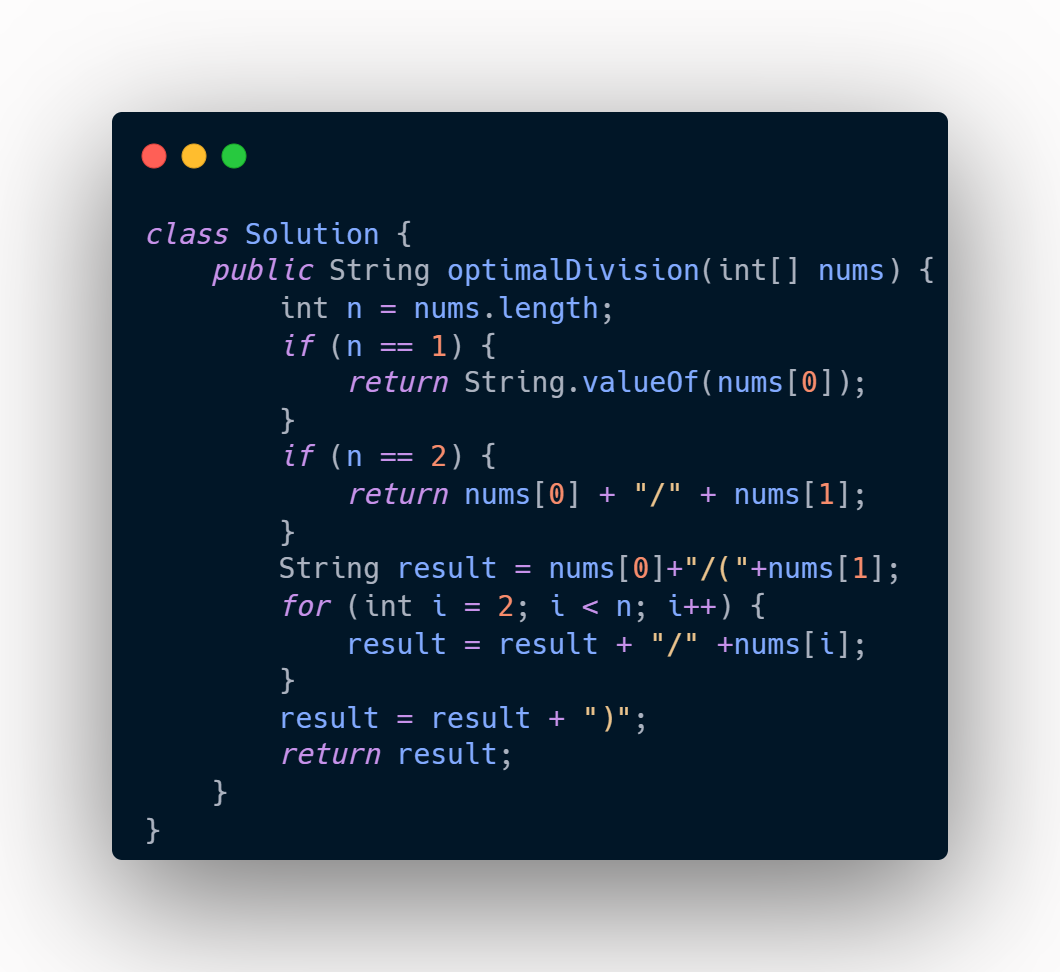 class Solution {
    public String optimalDivision(int[] nums) {
        int n = nums.length;
        if (n == 1) {
            return String.valueOf(nums[0]);
        }
        if (n == 2) {
            return nums[0] + "/" + nums[1];
        }
        String result = nums[0]+"/("+nums[1];
        for (int i = 2; i < n; i++) {
            result = result + "/" +nums[i];
        }
        result = result + ")";
        return result;
    }
}